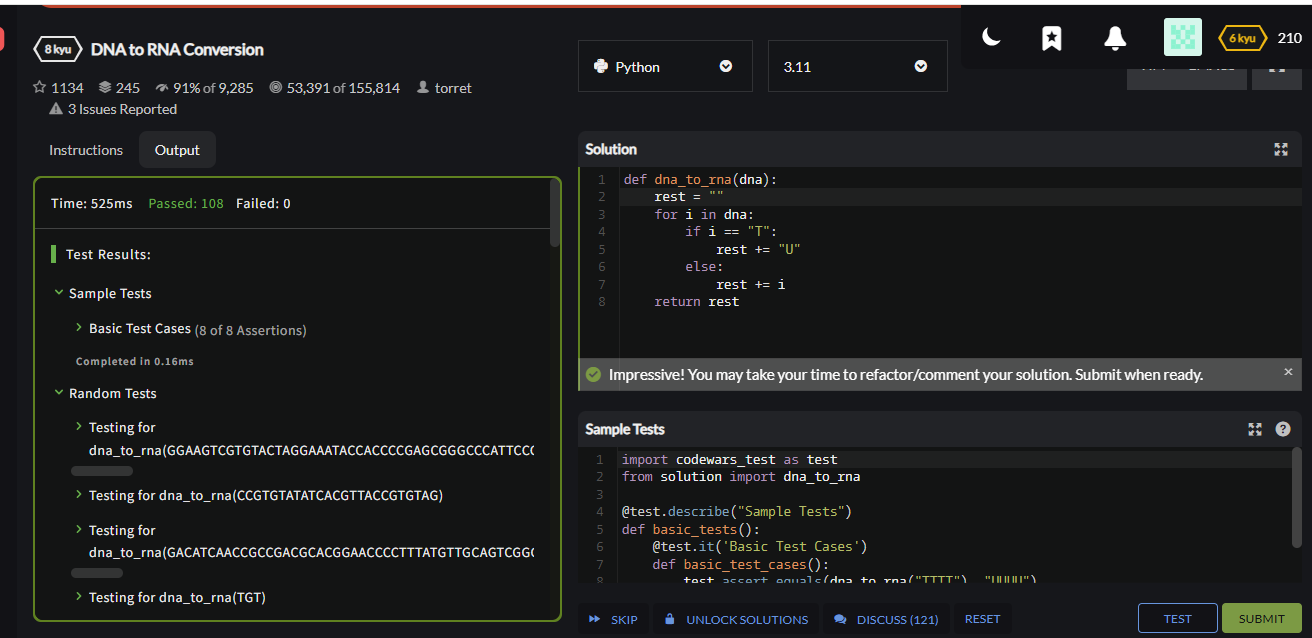 8 kyu DNA to RNA Conversion
1134 245 91% of 9,285 53,391 of 155,814 torret
3 Issues Reported
Python
3.11
6 kyu 210
Instructions Output
Time: 525ms Passed: 108 Failed: 0
Test Results:
Sample Tests
Basic Test Cases (8 of 8 Assertions)
Completed in 0.16ms
Random Tests
Testing for
dna_to_rna(GGAAGTCGTGTACTAGGAAATACCACCCCGAGCGGGCCCATTCCC
Testing for dna_to_rna(CCGTGTATATCACGTTACCGTGTAG)
Testing for
dna_to_rna(GACATCAACCGCCGACGCACGGAACCCCTTTATGTTGCAGTCGGC
Testing for dna_to_rna(TGT)
Solution
1 def dna_to_rna(dna):
2 rest = ""
3 for i in dna:
4 if i == "T":
5 rest += "U"
6 else:
7 rest += i
8 return rest
Impressive! You may take your time to refactor/comment your solution. Submit when ready. ×
Sample Tests
1 import codewars_test as test
2 from solution import dna_to_rna
3
4 @test.describe("Sample Tests")
5 def basic_tests():
6 @test.it('Basic Test Cases')
7 def basic_test_cases():
8 test.assert_equals(dna_to_rna("TTTT"), "UUUU")
SKIP UNLOCK SOLUTIONS DISCUSS (121) RESET TEST SUBMIT